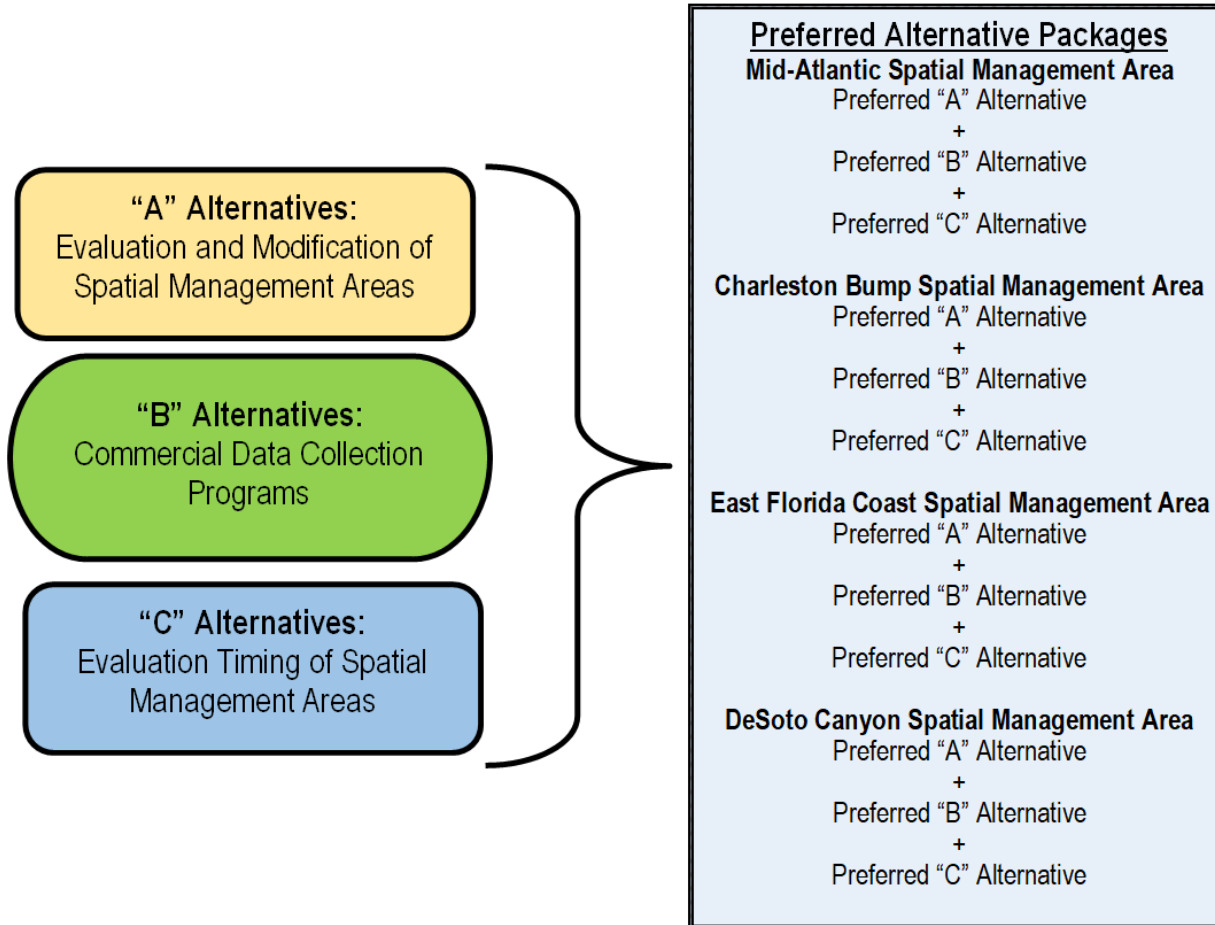 “A” Alternatives:
Evaluation and Modification of
Spatial Management Areas
“B” Alternatives:
Commercial Data Collection
Programs
“C” Alternatives:
Evaluation Timing of Spatial
Management Areas
Preferred Alternative Packages
Mid-Atlantic Spatial Management Area
Preferred “A” Alternative
+
Preferred “B” Alternative
+
Preferred “C” Alternative
Charleston Bump Spatial Management Area
Preferred “A” Alternative
+
Preferred “B” Alternative
+
Preferred “C” Alternative
East Florida Coast Spatial Management Area
Preferred “A” Alternative
+
Preferred “B” Alternative
+
Preferred “C” Alternative
DeSoto Canyon Spatial Management Area
Preferred “A” Alternative
+
Preferred “B” Alternative
+
Preferred “C” Alternative